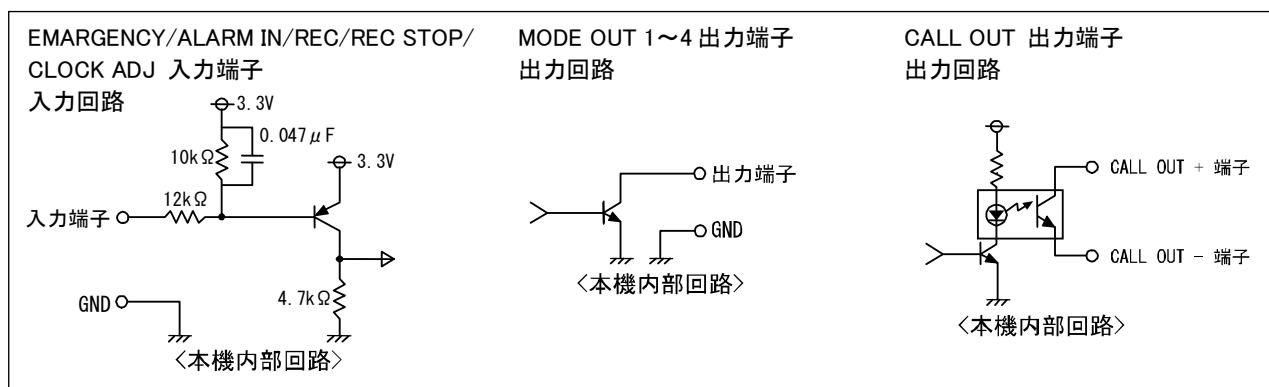 EMARGENCY/ALARM IN/REC/REC STOP/
CLOCK ADJ 入力端子
入力回路
3.3V
0.047μF
10kΩ
3.3V
12kΩ
入力端子
4.7kΩ
GND
〈本機内部回路〉
MODE OUT 1～4 出力端子
出力回路
出力端子
GND
〈本機内部回路〉
CALL OUT 出力端子
出力回路
CALL OUT + 端子
CALL OUT - 端子
〈本機内部回路〉